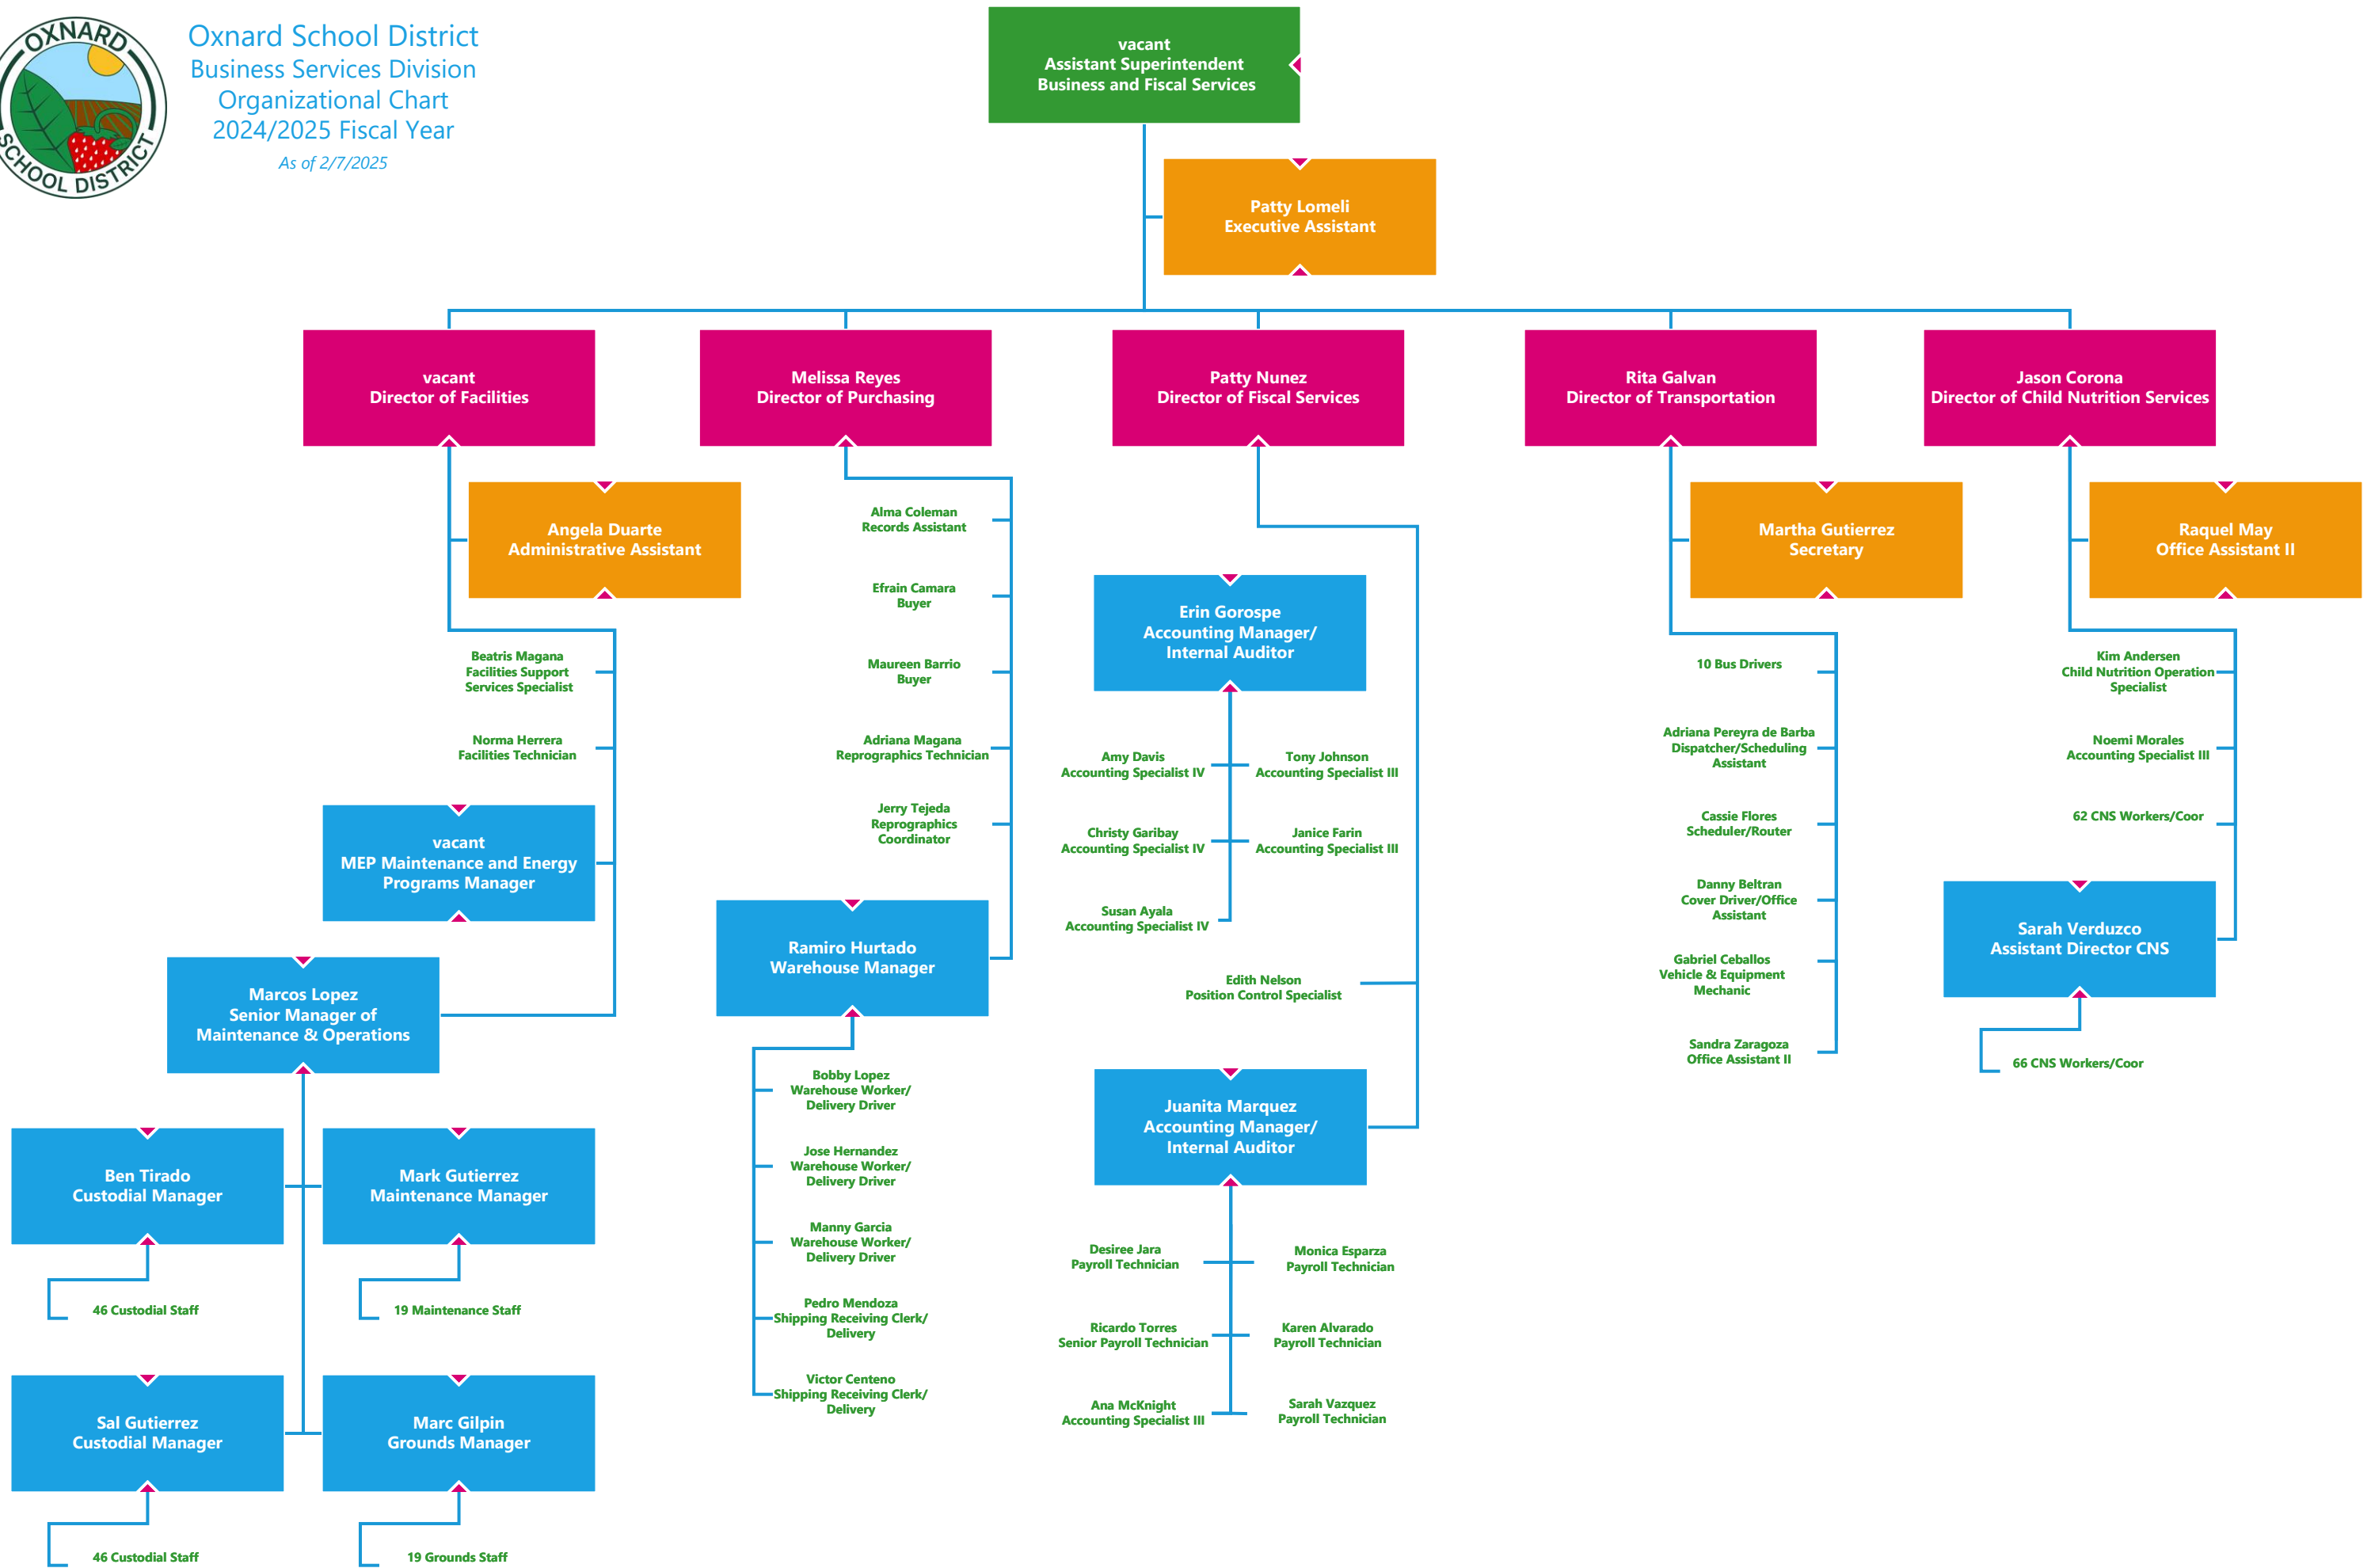 OXNARD
SCHOOL DISTRICT
Oxnard School District
Business Services Division
Organizational Chart
2024/2025 Fiscal Year
As of 2/7/2025
vacant
Assistant Superintendent
Business and Fiscal Services
Patty Lomeli
Executive Assistant
vacant
Director of Facilities
Melissa Reyes
Director of Purchasing
Patty Nunez
Director of Fiscal Services
Rita Galvan
Director of Transportation
Jason Corona
Director of Child Nutrition Services
Angela Duarte
Administrative Assistant
Beatris Magana
Facilities Support
Services Specialist
Norma Herrera
Facilities Technician
vacant
MEP Maintenance and Energy
Programs Manager
Marcos Lopez
Senior Manager of
Maintenance & Operations
Ben Tirado
Custodial Manager
46 Custodial Staff
Mark Gutierrez
Maintenance Manager
19 Maintenance Staff
Sal Gutierrez
Custodial Manager
46 Custodial Staff
Marc Gilpin
Grounds Manager
19 Grounds Staff
Alma Coleman
Records Assistant
Efrain Camara
Buyer
Maureen Barrio
Buyer
Adriana Magana
Reprographics Technician
Jerry Tejeda
Reprographics
Coordinator
Ramiro Hurtado
Warehouse Manager
Bobby Lopez
Warehouse Worker/
Delivery Driver
Jose Hernandez
Warehouse Worker/
Delivery Driver
Manny Garcia
Warehouse Worker/
Delivery Driver
Pedro Mendoza
Shipping Receiving Clerk/
Delivery
Victor Centeno
Shipping Receiving Clerk/
Delivery
Erin Gorospe
Accounting Manager/
Internal Auditor
Amy Davis
Accounting Specialist IV
Tony Johnson
Accounting Specialist III
Christy Garibay
Accounting Specialist IV
Janice Farin
Accounting Specialist III
Susan Ayala
Accounting Specialist IV
Edith Nelson
Position Control Specialist
Juanita Marquez
Accounting Manager/
Internal Auditor
Desiree Jara
Payroll Technician
Monica Esparza
Payroll Technician
Ricardo Torres
Senior Payroll Technician
Karen Alvarado
Payroll Technician
Ana McKnight
Accounting Specialist III
Sarah Vazquez
Payroll Technician
Martha Gutierrez
Secretary
10 Bus Drivers
Adriana Pereyra de Barba
Dispatcher/Scheduling
Assistant
Cassie Flores
Scheduler/Router
Danny Beltran
Cover Driver/Office
Assistant
Gabriel Ceballos
Vehicle & Equipment
Mechanic
Sandra Zaragoza
Office Assistant II
Raquel May
Office Assistant II
Kim Andersen
Child Nutrition Operation
Specialist
Noemi Morales
Accounting Specialist III
62 CNS Workers/Coor
Sarah Verduzco
Assistant Director CNS
66 CNS Workers/Coor